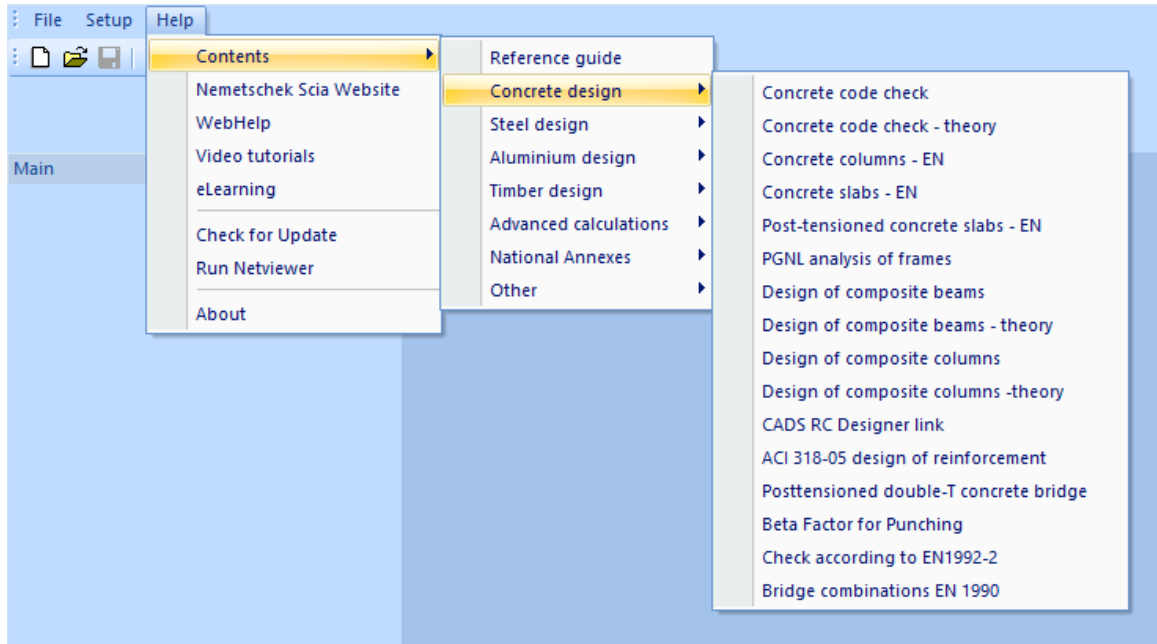 File Setup Help
Main
Contents
Nemetschek Scia Website
WebHelp
Video tutorials
eLearning
Check for Update
Run Netviewer
About
Reference guide
Concrete design
Steel design
Aluminium design
Timber design
Advanced calculations
National Annexes
Other
Concrete code check
Concrete code check - theory
Concrete columns - EN
Concrete slabs - EN
Post-tensioned concrete slabs - EN
PGNL analysis of frames
Design of composite beams
Design of composite beams - theory
Design of composite columns
Design of composite columns -theory
CADS RC Designer link
ACI 318-05 design of reinforcement
Posttensioned double-T concrete bridge
Beta Factor for Punching
Check according to EN1992-2
Bridge combinations EN 1990